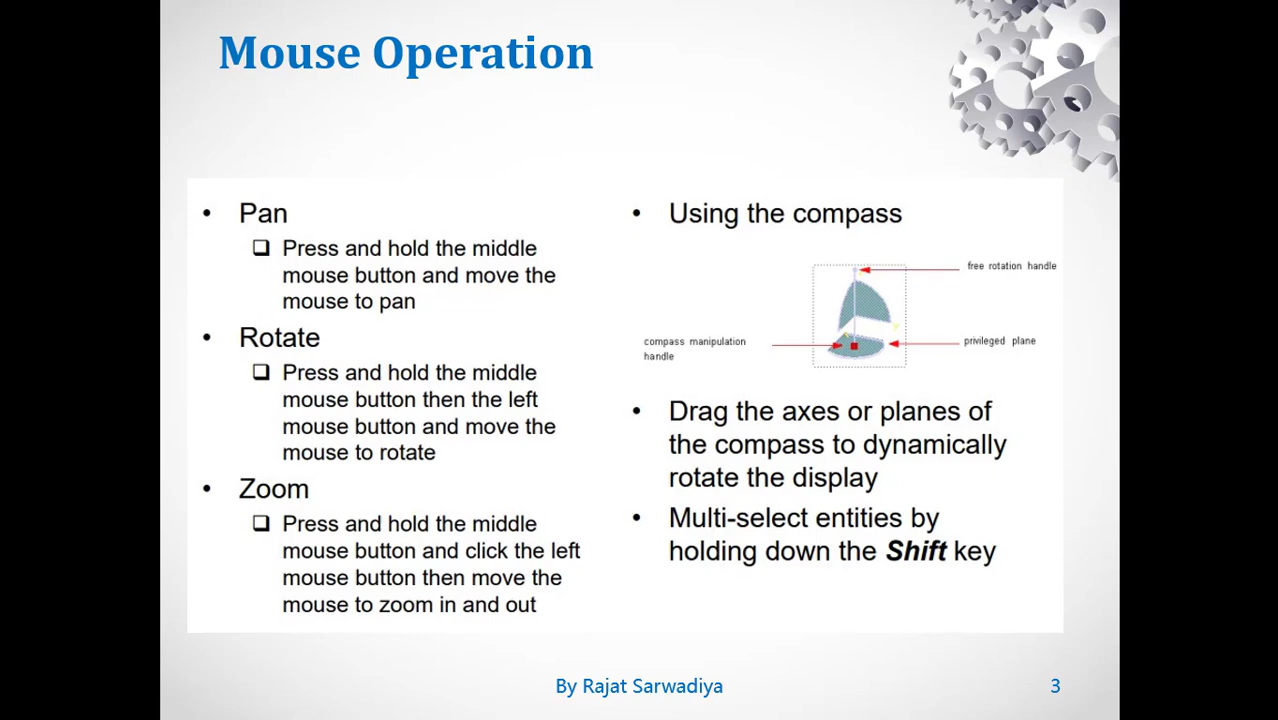 Mouse Operation
• Pan
❑ Press and hold the middle
mouse button and move the
mouse to pan
• Rotate
❑ Press and hold the middle
mouse button then the left
mouse button and move the
mouse to rotate
• Zoom
❑ Press and hold the middle
mouse button and click the left
mouse button then move the
mouse to zoom in and out
• Using the compass
free rotation handle
compass manipulation
handle
privileged plane
• Drag the axes or planes of
the compass to dynamically
rotate the display
• Multi-select entities by
holding down the Shift key
By Rajat Sarwadiya
3